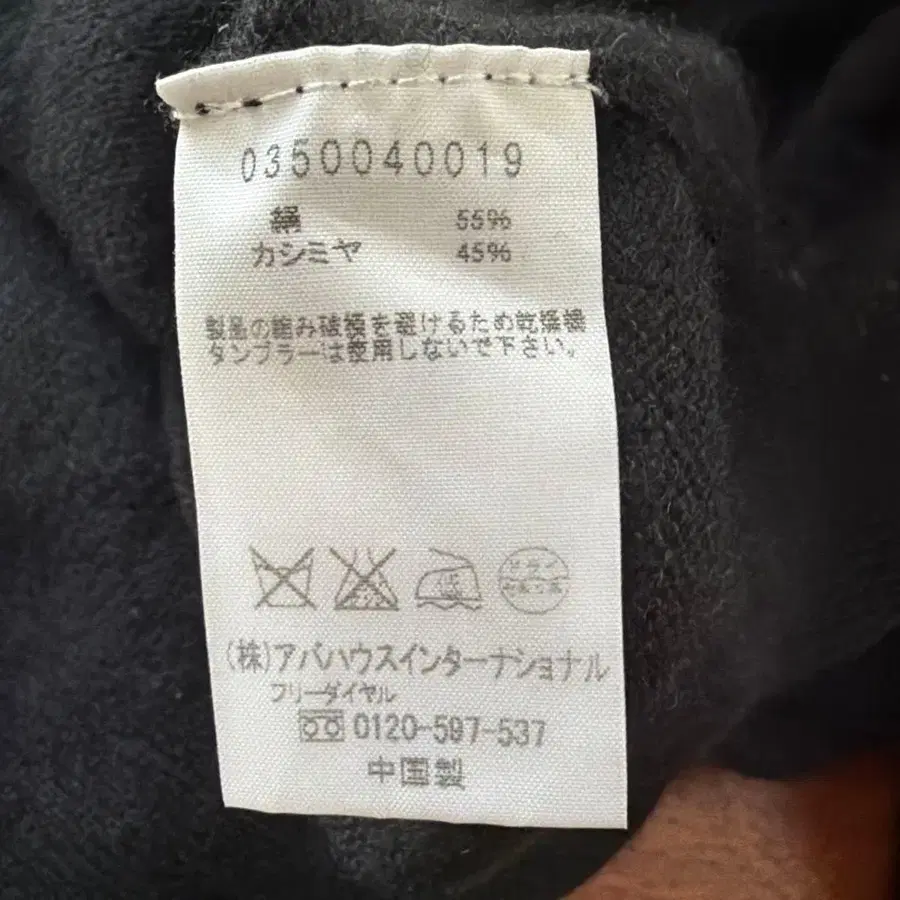 0350040019
絹 55%
カシミヤ 45%
製品の縮み破損を避けるため乾燥機
タンブラーは使用しないで下さい。
低
(株)アバハウスインターナショナル
フリーダイヤル
0120-597-537
中国製